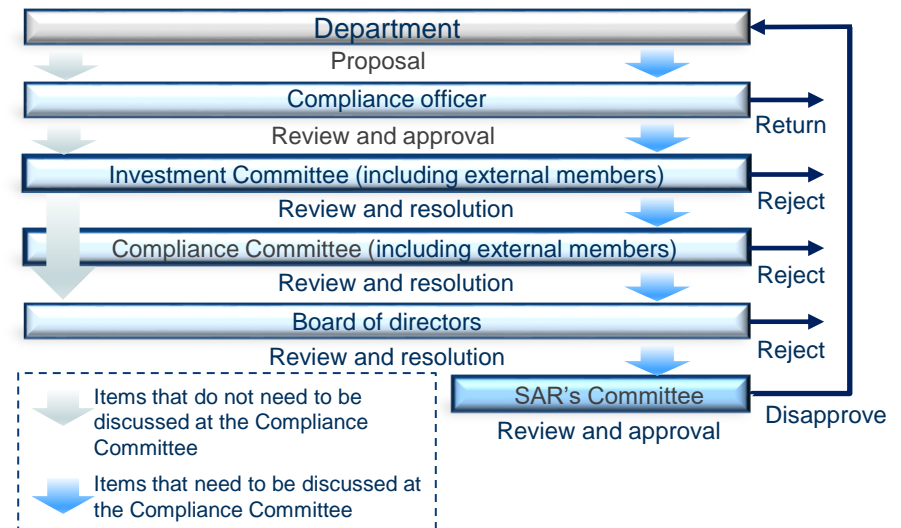 Department
Proposal
Compliance officer
Return
Review and approval
Investment Committee (including external members)
Reject
Review and resolution
Compliance Committee (including external members)
Reject
Review and resolution
Board of directors
Reject
Review and resolution
SAR's Committee
Disapprove
Review and approval
Items that do not need to be
discussed at the Compliance
Committee
Items that need to be discussed at
the Compliance Committee